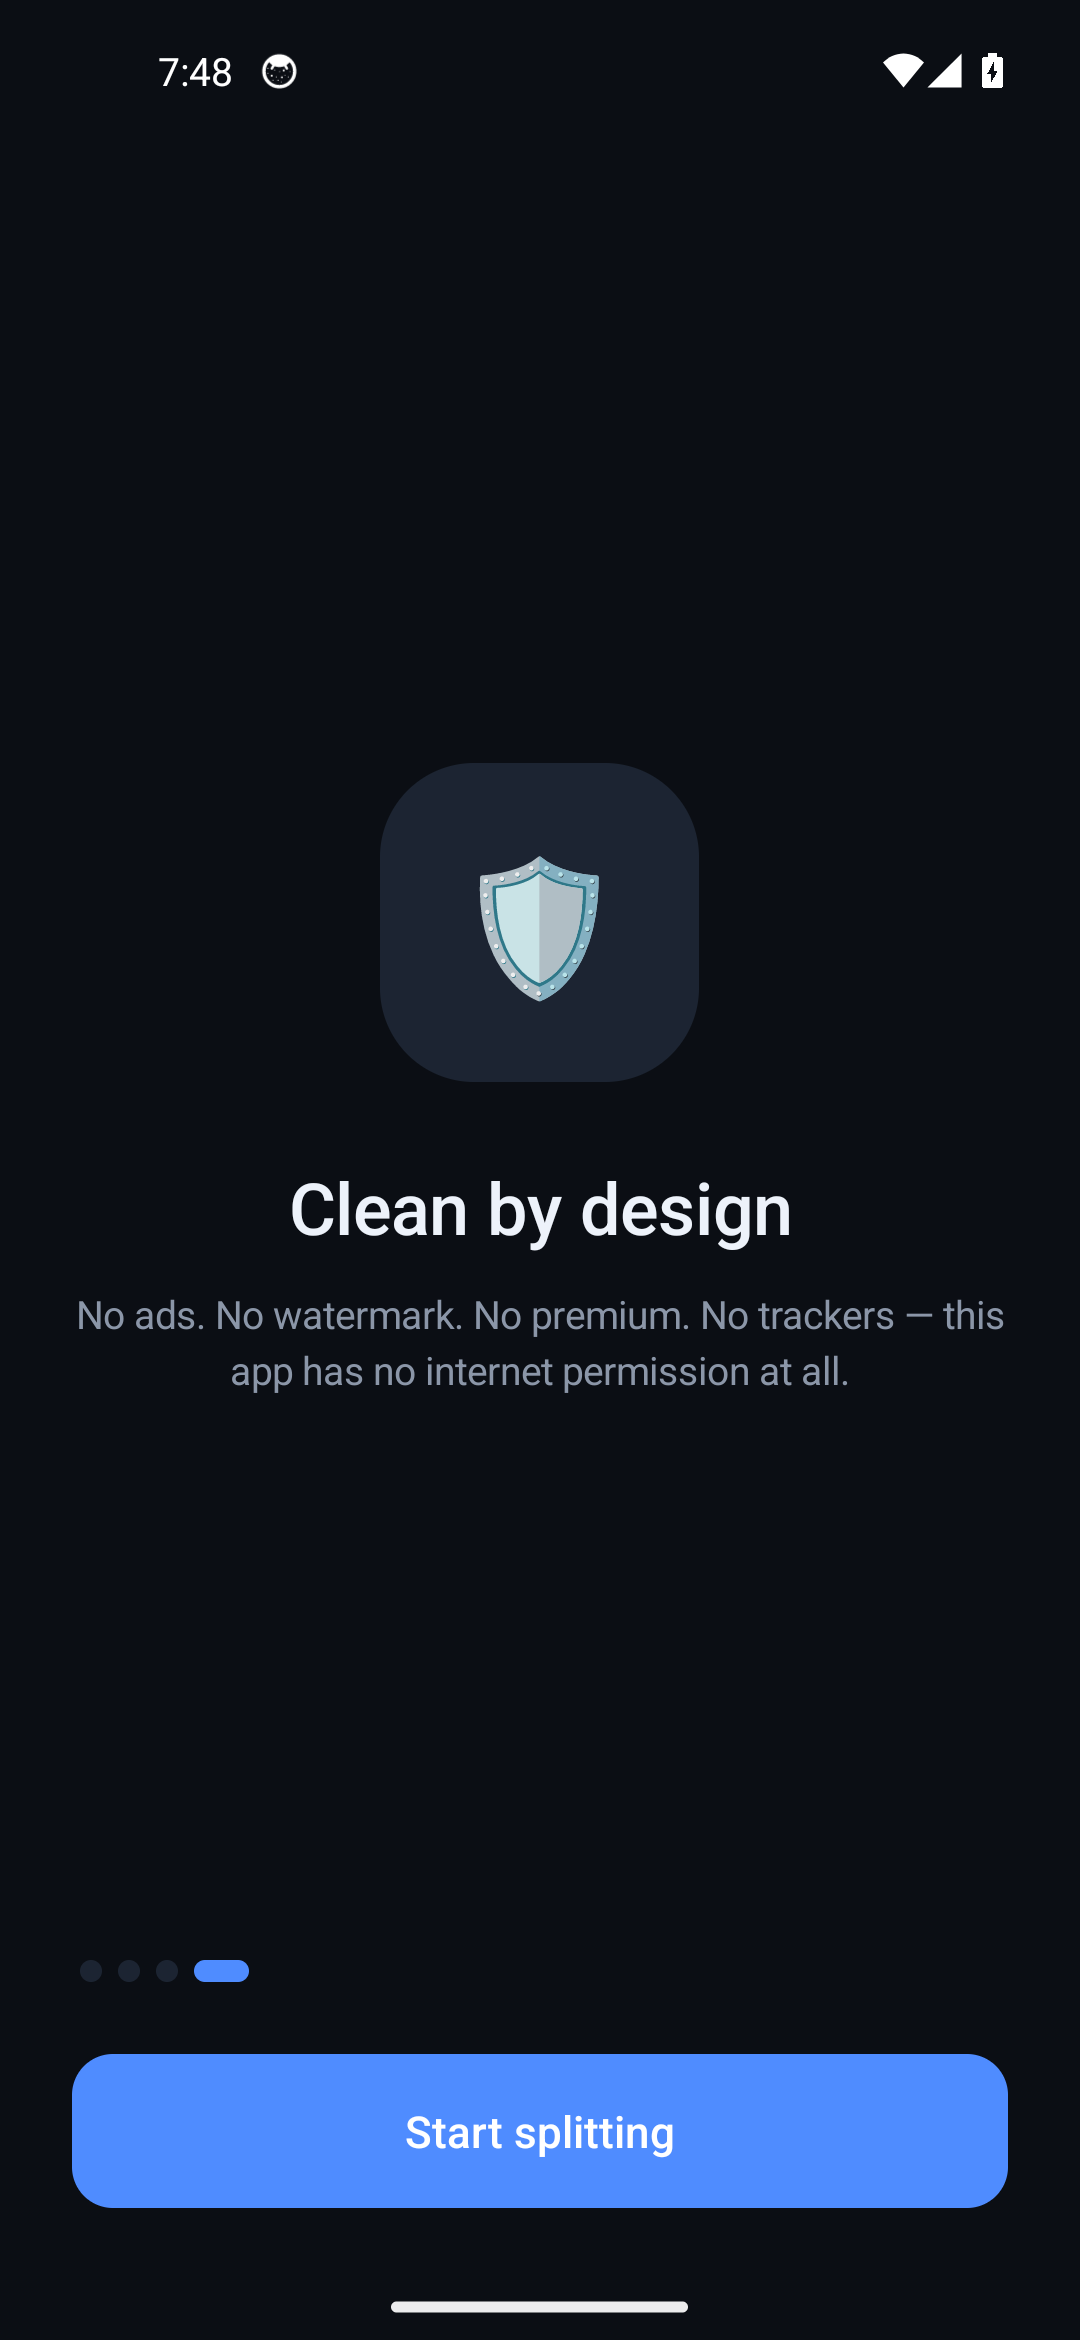 7:48
Clean by design
No ads. No watermark. No premium. No trackers — this
app has no internet permission at all.
Start splitting